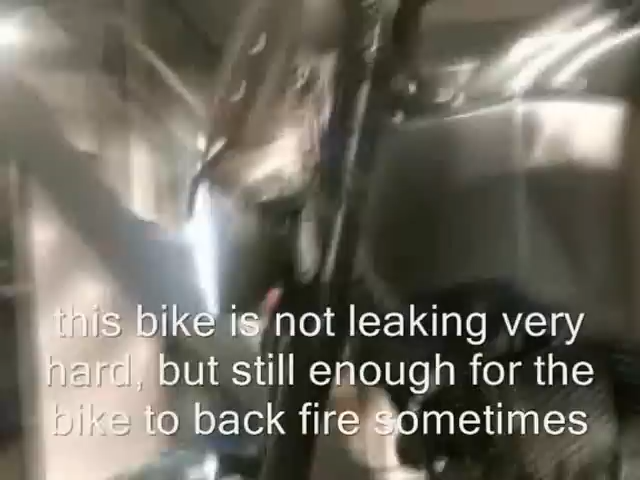 this bike is not leaking very
hard, but still enough for the
bike to back fire sometimes